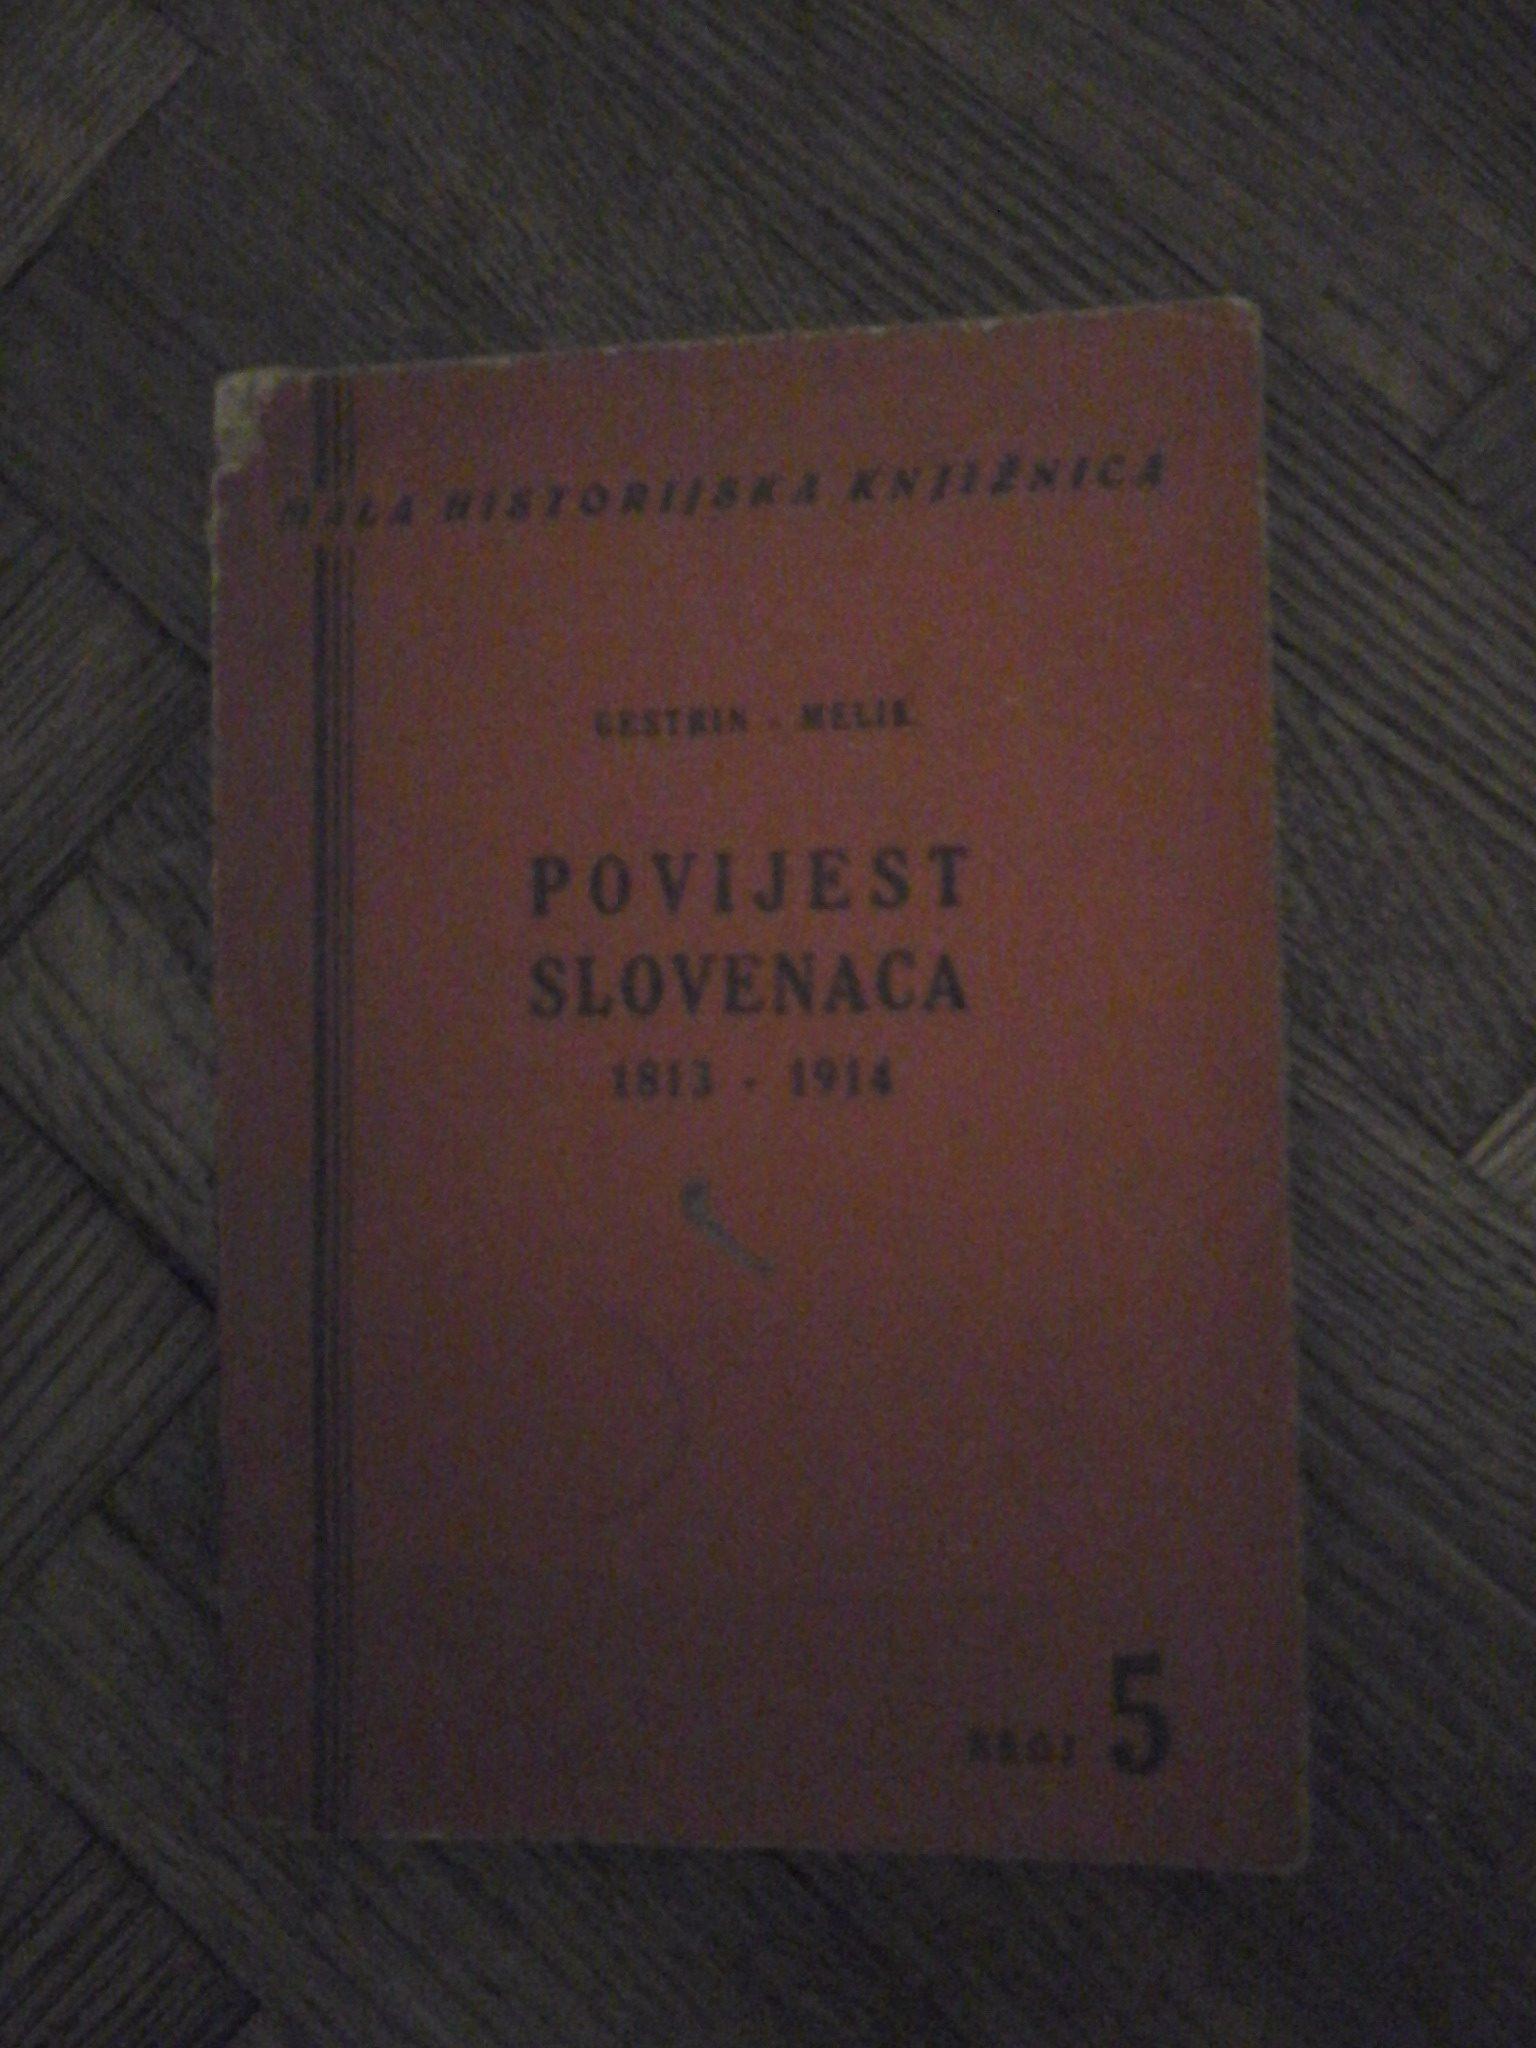 MALA HISTORIJSKA KNJIŽNICA
GESTRIN - MELIK
POVIJEST
SLOVENACA
1813 - 1914
BROJ 5